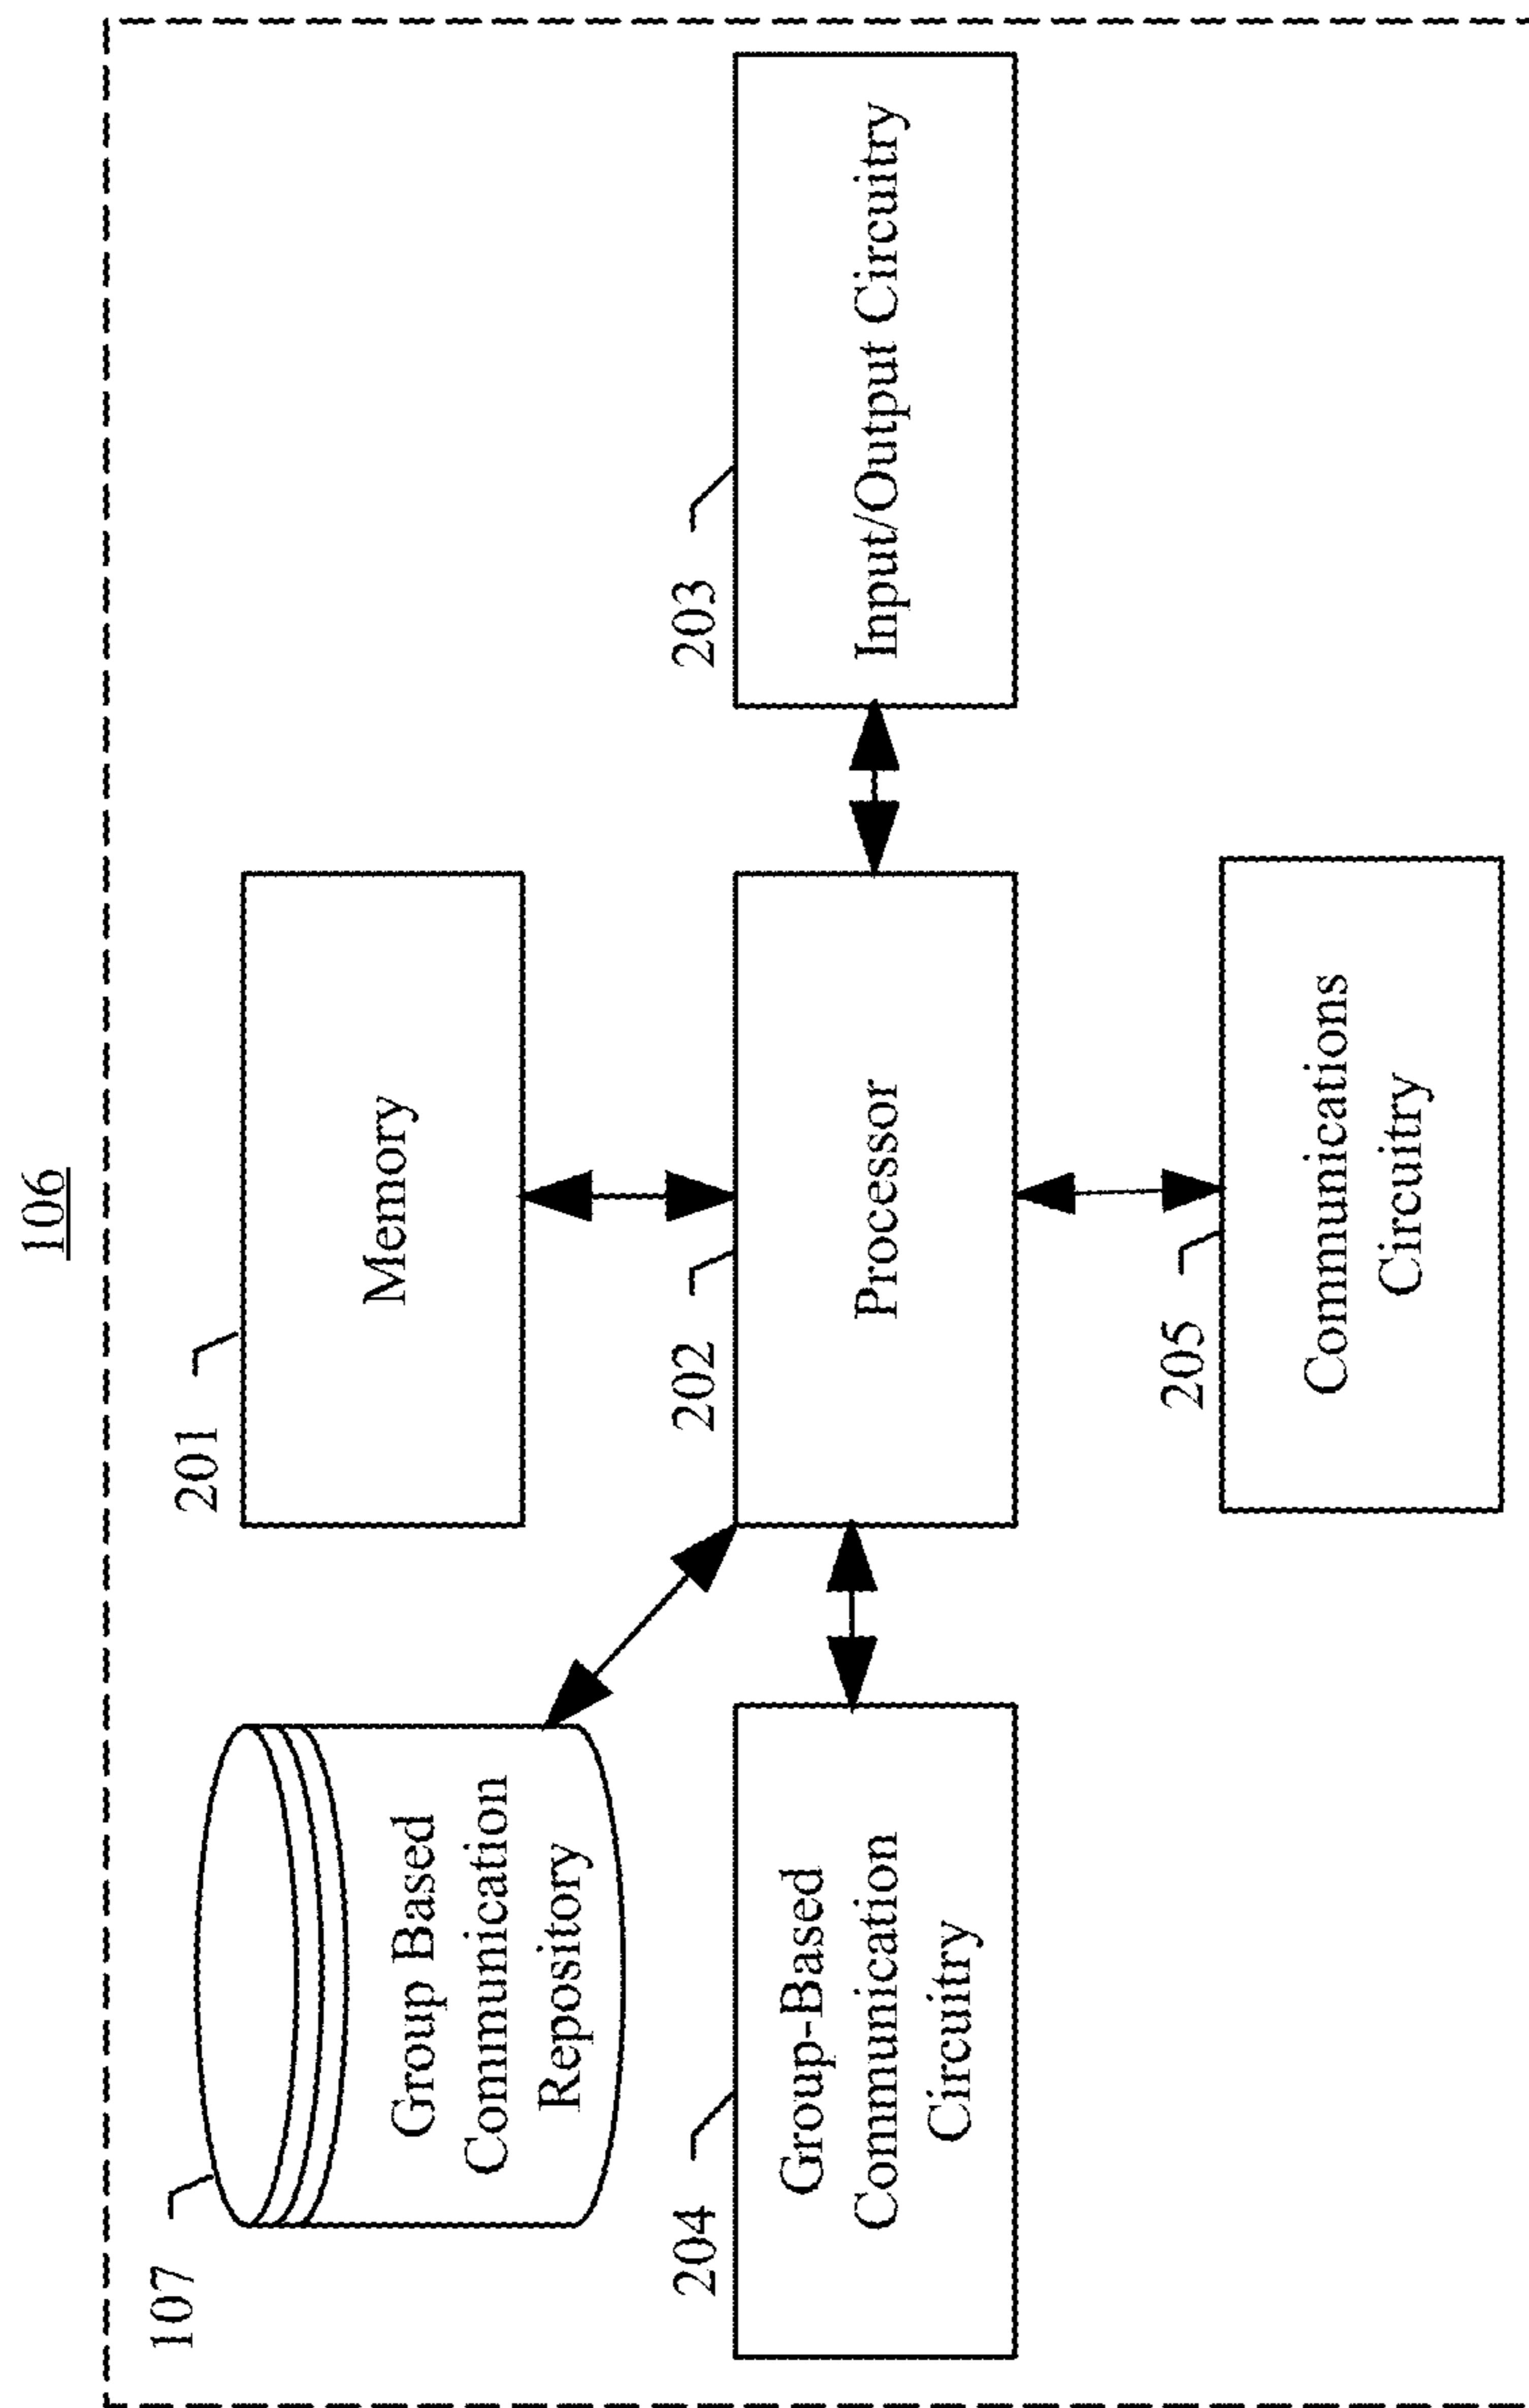 106
107
Group Based
Communication
Repository
201
Memory
204
Group-Based
Communication
Circuitry
202
Processor
203
Input/Output Circuitry
205
Communications
Circuitry